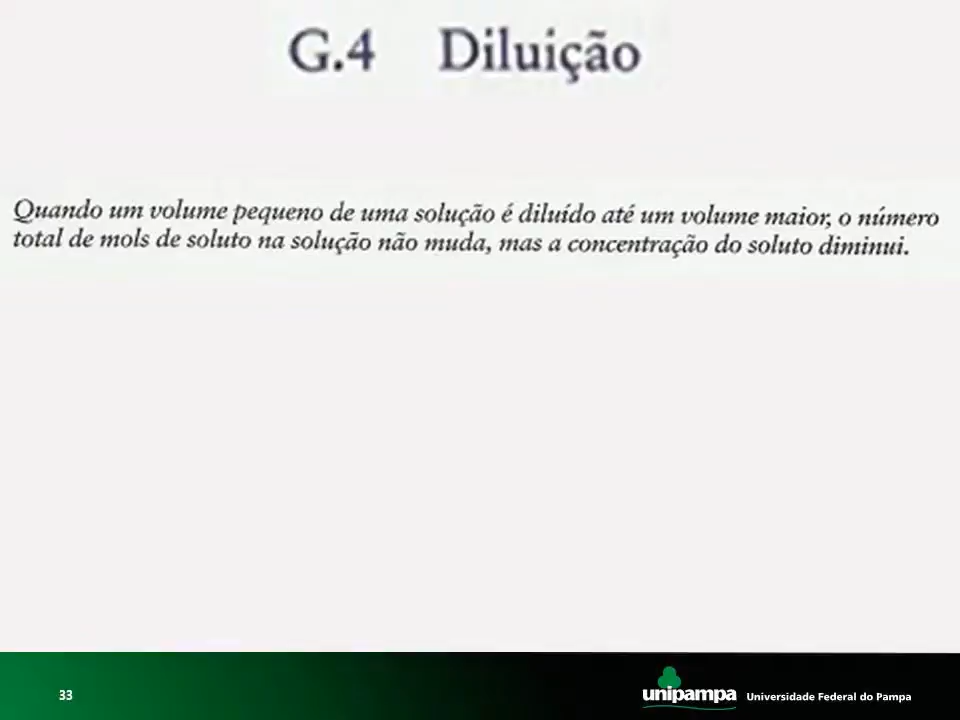 G.4 Diluição
Quando um volume pequeno de uma solução é diluído até um volume maior, o número
total de mols de soluto na solução não muda, mas a concentração do soluto diminui.
33
unipampa
Universidade Federal do Pampa